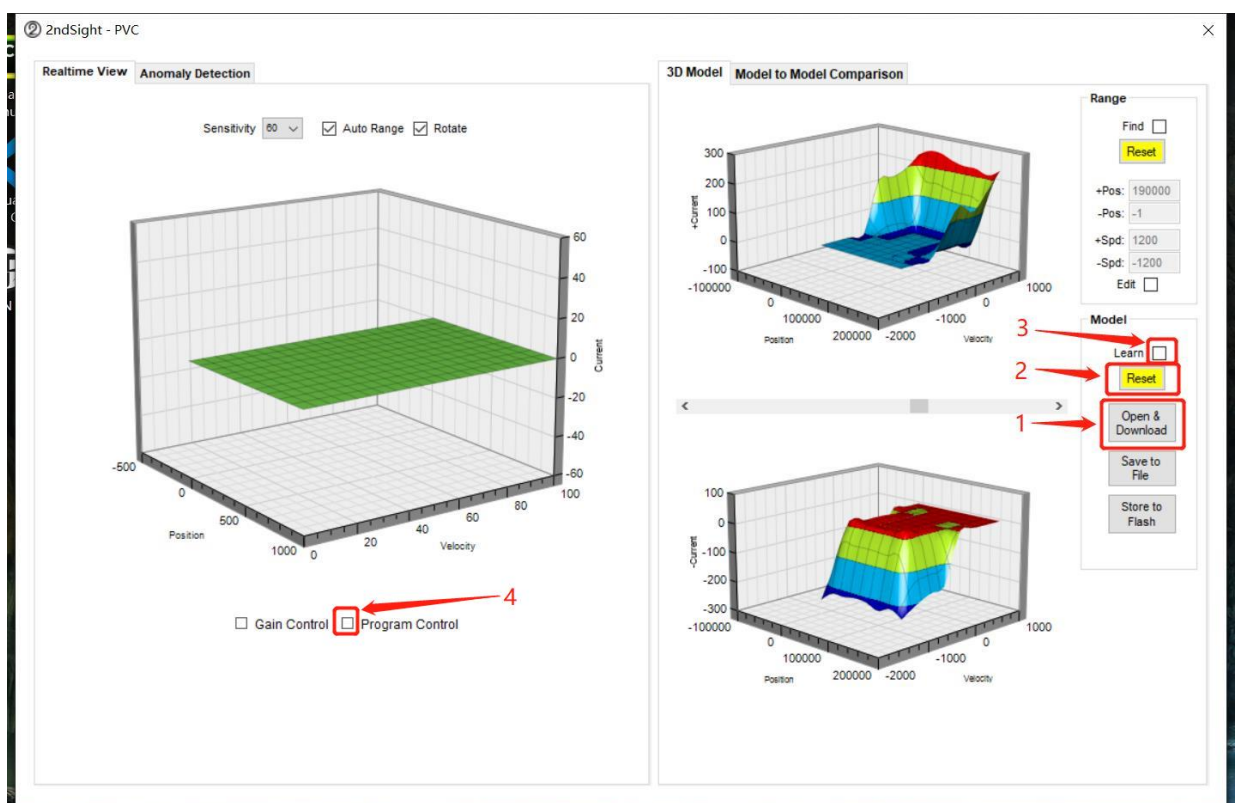 2ndSight - PVC
Realtime View
Anomaly Detection
Sensitivity 60
Auto Range
Rotate
60
40
20
0
-20
-40
-60
Current
-500
0
500
1000
Position
0
20
40
60
80
100
Velocity
4
Gain Control
Program Control
3D Model
Model to Model Comparison
300
200
100
0
-100
+Current
-100000
0
100000
200000
Position
-2000
-1000
0
1000
Velocity
100
0
-100
-200
-300
-Current
-100000
0
100000
200000
Position
-2000
-1000
0
1000
Velocity
Range
Find
Reset
+Pos: 190000
-Pos: -1
+Spd: 1200
-Spd: -1200
Edit
Model
3
Learn
2
Reset
1
Open &
Download
Save to
File
Store to
Flash